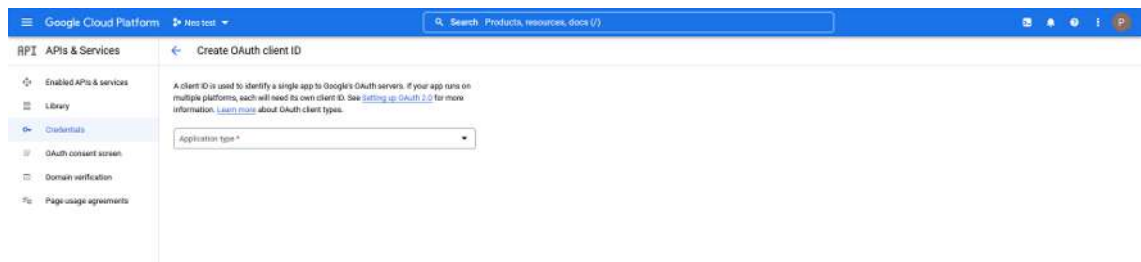 Google Cloud Platform
Nes test
Search Products, resources, docs (/)
P
API APIs & Services
Create OAuth client ID
Enabled APIs & services
Library
Credentials
OAuth consent screen
Domain verification
Page usage agreements
A client ID is used to identify a single app to Google's OAuth servers. If your app runs on
multiple platforms, each will need its own client ID. See Setting up OAuth 2.0 for more
information. Learn more about OAuth client types.
Application type *